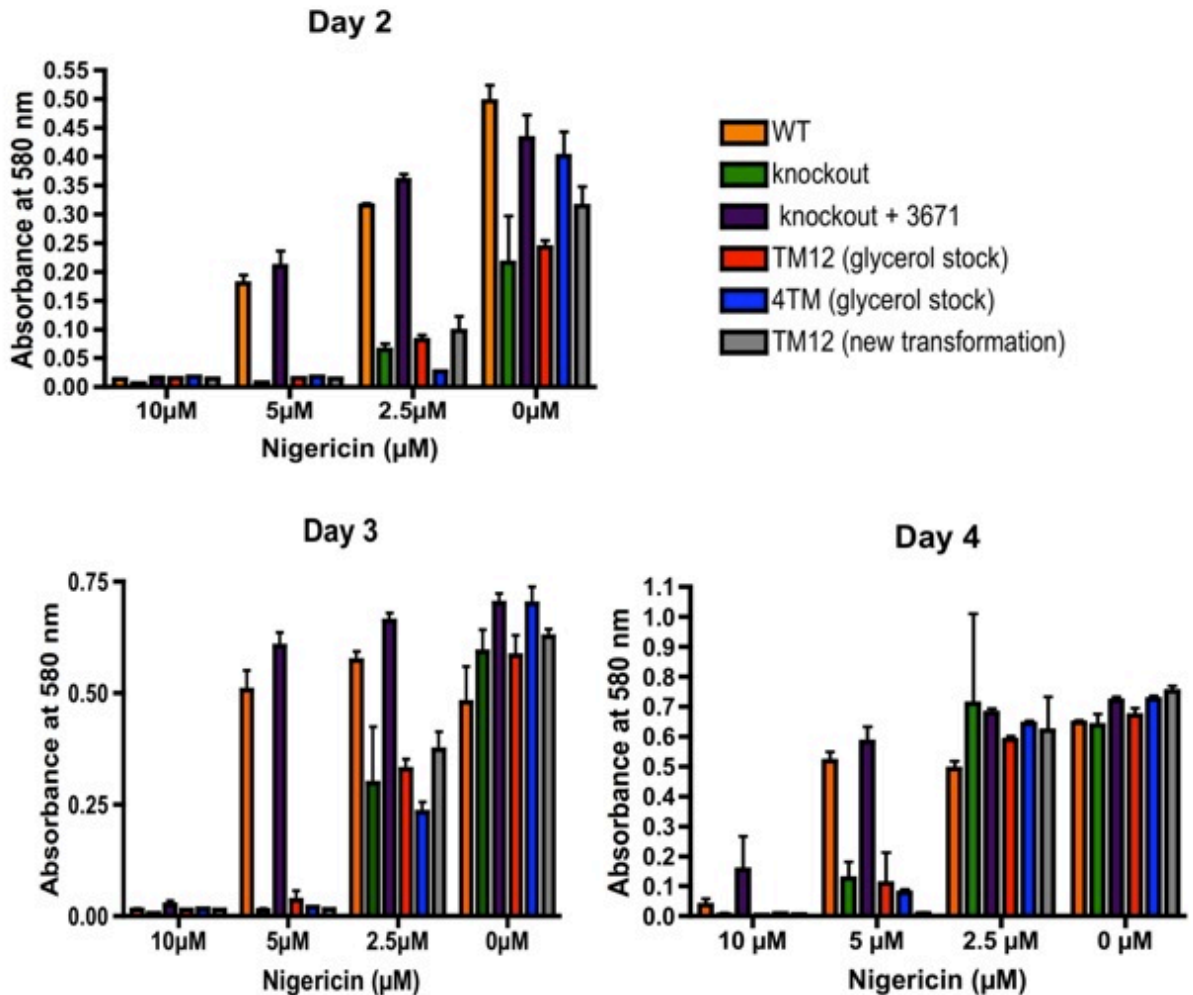 Day 2
Absorbance at 580 nm
0.55
0.50
0.45
0.40
0.35
0.30
0.25
0.20
0.15
0.10
0.05
0.00
10µM 5µM 2.5µM 0µM
Nigericin (µM)
WT
knockout
knockout + 3671
TM12 (glycerol stock)
4TM (glycerol stock)
TM12 (new transformation)
Day 3
Absorbance at 580 nm
0.75
0.50
0.25
0.00
10µM 5µM 2.5µM 0µM
Nigericin (µM)
Day 4
Absorbance at 580 nm
1.1
1.0
0.9
0.8
0.7
0.6
0.5
0.4
0.3
0.2
0.1
0.0
10 µM 5 µM 2.5 µM 0 µM
Nigericin (µM)